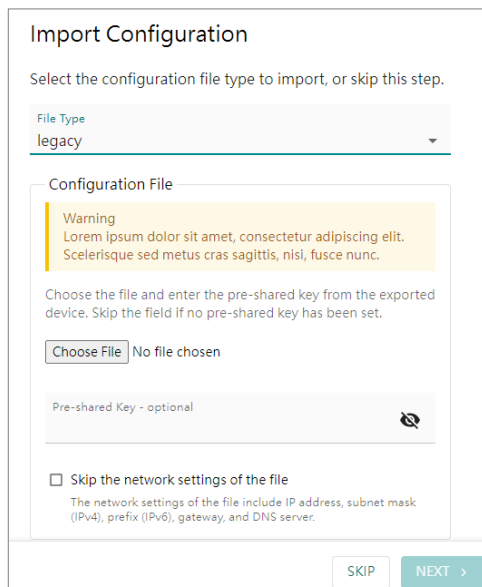 Import Configuration
Select the configuration file type to import, or skip this step.
File Type
legacy
Configuration File
Warning
Lorem ipsum dolor sit amet, consectetur adipiscing elit.
Scelerisque sed metus cras sagittis, nisi, fusce nunc.
Choose the file and enter the pre-shared key from the exported
device. Skip the field if no pre-shared key has been set.
Choose File No file chosen
Pre-shared Key - optional
Skip the network settings of the file
The network settings of the file include IP address, subnet mask
(IPv4), prefix (IPv6), gateway, and DNS server.
SKIP NEXT >